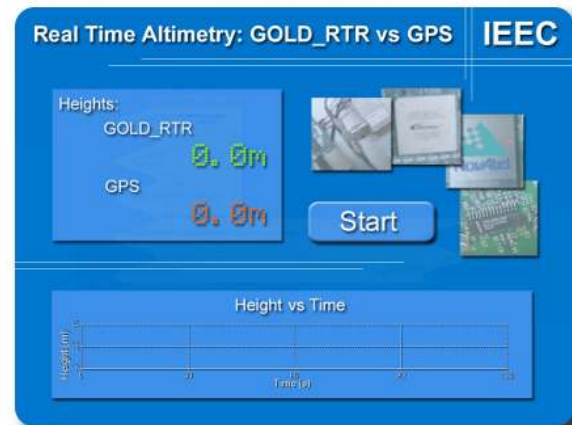 Real Time Altimetry: GOLD_RTR vs GPS
IEEC
Heights:
GOLD_RTR
0.0m
GPS
0.0m
NovAtel
Start
Height vs Time
Height (m)
Time (s)